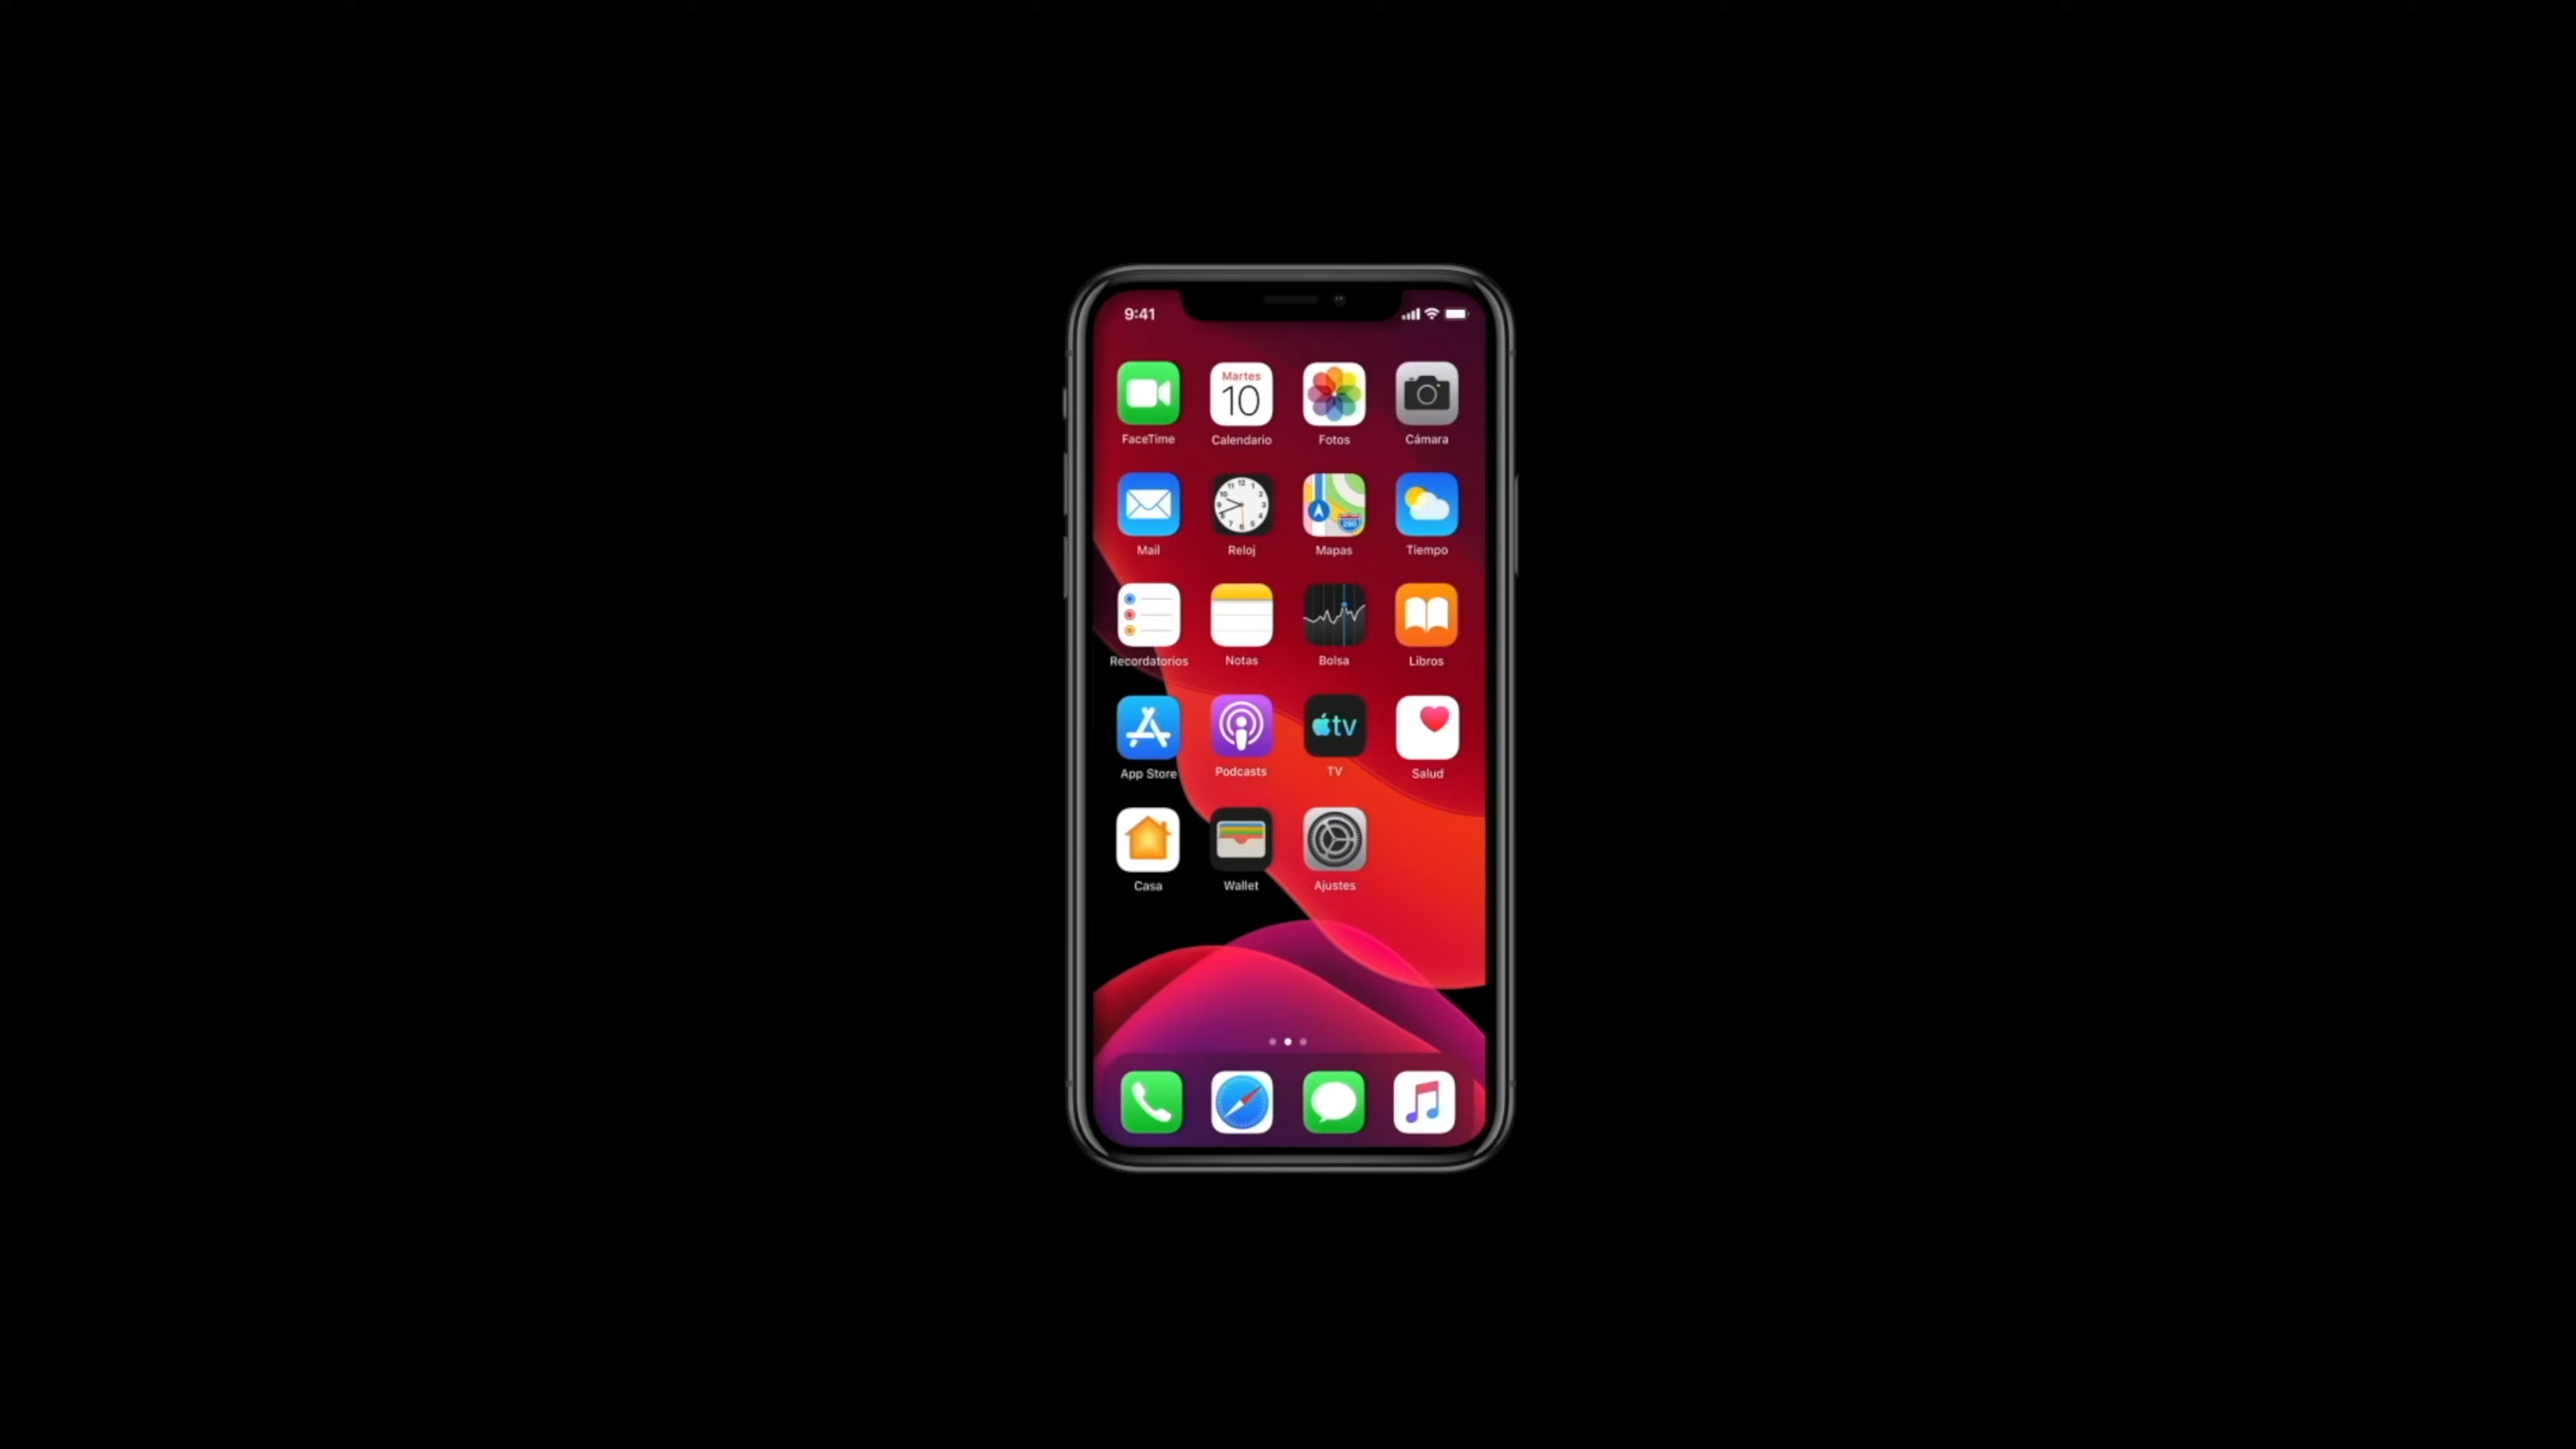 9:41
Martes
10
FaceTime
Calendario
Fotos
Cámara
280
Mail
Reloj
Mapas
Tiempo
Recordatorios
Notas
Bolsa
Libros
tv
App Store
Podcasts
TV
Salud
Casa
Wallet
Ajustes